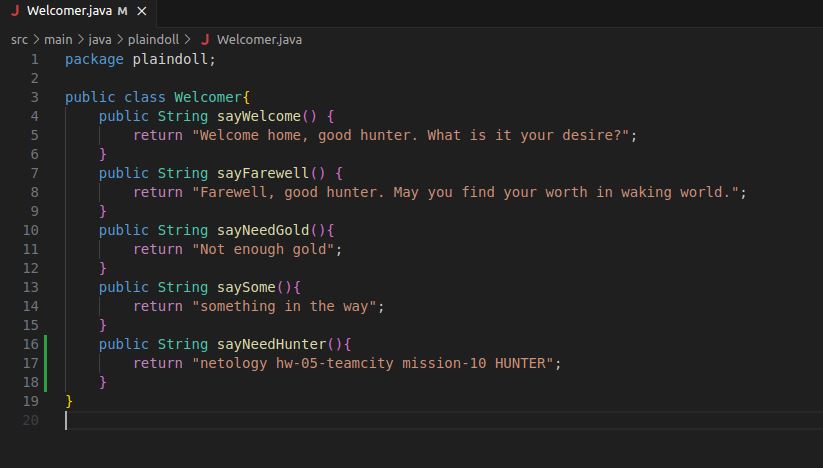 Welcomer.java M ×
src > main > java > plaindoll > Welcomer.java
1 package plaindoll;
2
3 public class Welcomer{
4     public String sayWelcome() {
5         return "Welcome home, good hunter. What is it your desire?";
6     }
7     public String sayFarewell() {
8         return "Farewell, good hunter. May you find your worth in waking world.";
9     }
10     public String sayNeedGold(){
11         return "Not enough gold";
12     }
13     public String saySome(){
14         return "something in the way";
15     }
16     public String sayNeedHunter(){
17         return "netology hw-05-teamcity mission-10 HUNTER";
18     }
19 }
20